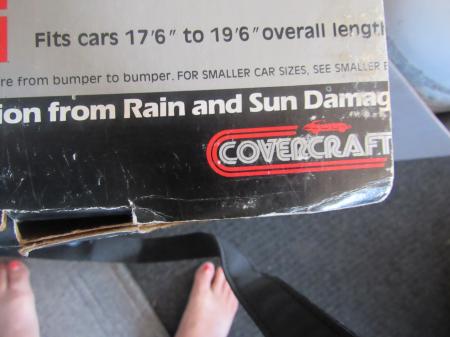 Fits cars 17'6" to 19'6" overall length
re from bumper to bumper. FOR SMALLER CAR SIZES, SEE SMALLER
ion from Rain and Sun Damag
COVERCRAFT